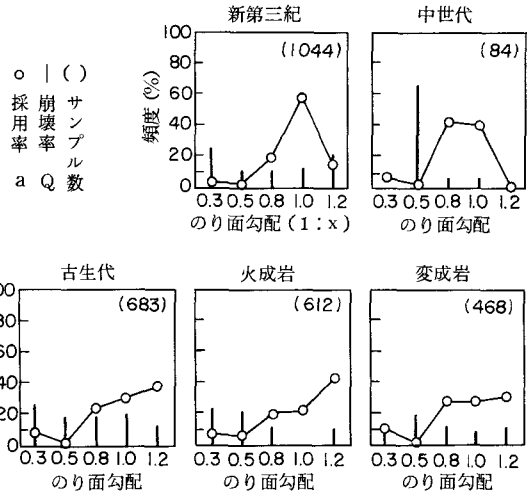 新第三紀
中世代
○ | ( )
採用率 a
崩壊率 Q
サンプル数
頻度(%)
100
80
60
40
20
0
(1044)
(84)
0.3 0.5 0.8 1.0 1.2
0.3 0.5 0.8 1.0 1.2
のり面勾配(1:x)
のり面勾配
古生代
火成岩
変成岩
00
80
60
40
20
0
(683)
(612)
(468)
0.3 0.5 0.8 1.0 1.2
0.3 0.5 0.8 1.0 1.2
0.3 0.5 0.8 1.0 1.2
のり面勾配
のり面勾配
のり面勾配